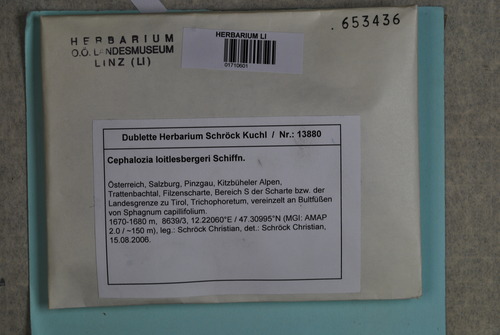 HERBARIUM
O.Ö. LANDESMUSEUM
LINZ (LI)
HERBARIUM LI
01710601
.653436
Dublette Herbarium Schröck Kuchl / Nr.: 13880
Cephalozia loitlesbergeri Schiffn.
Österreich, Salzburg, Pinzgau, Kitzbüheler Alpen,
Trattenbachtal, Filzenscharte, Bereich S der Scharte bzw. der
Landesgrenze zu Tirol, Trichophoretum, vereinzelt an Bultfüßen
von Sphagnum capillifolium.
1670-1680 m, 8639/3, 12.22060°E / 47.30995°N (MGI: AMAP
2.0 / ~150 m), leg.: Schröck Christian, det.: Schröck Christian,
15.08.2006.